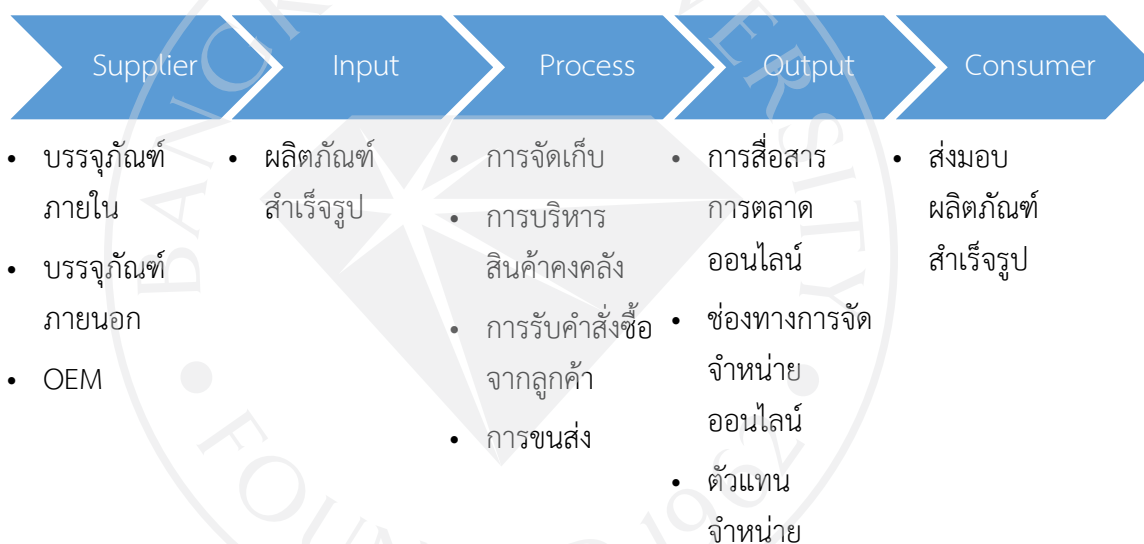 Supplier
Input
Process
Output
Consumer
• บรรจุภัณฑ์
ภายใน
• บรรจุภัณฑ์
ภายนอก
• OEM
• ผลิตภัณฑ์
สำเร็จรูป
• การจัดเก็บ
• การบริหาร
สินค้าคงคลัง
• การรับคำสั่งซื้อ
จากลูกค้า
• การขนส่ง
• การสื่อสาร
การตลาด
ออนไลน์
• ช่องทางการจัด
จำหน่าย
ออนไลน์
• ตัวแทน
จำหน่าย
• ส่งมอบ
ผลิตภัณฑ์
สำเร็จรูป